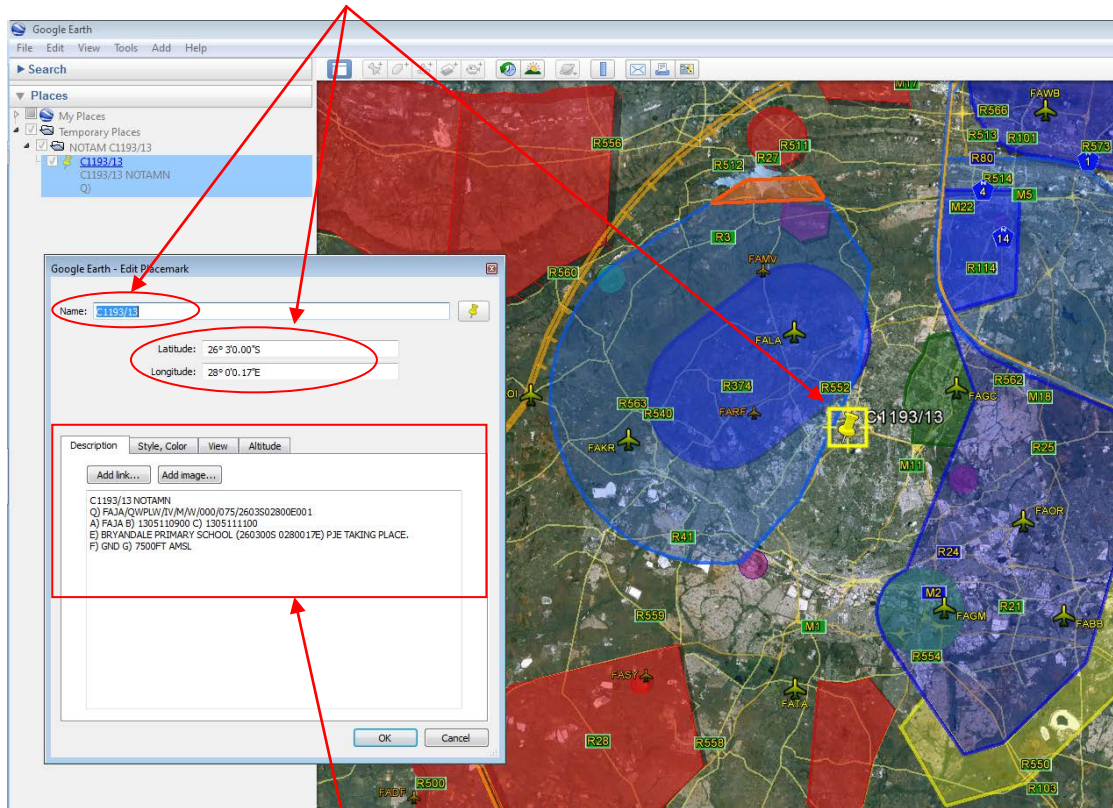 Google Earth
File Edit View Tools Add Help
Search
Places
My Places
Temporary Places
NOTAM C1193/13
C1193/13
C1193/13 NOTAMN
Q)
Google Earth - Edit Placemark
Name: C1193/13
Latitude: 26° 3'0.00"S
Longitude: 28° 0'0.17"E
Description Style, Color View Altitude
Add link... Add image...
C1193/13 NOTAMN
Q) FAJA/QWPLW/IV/M/W/000/075/2603S02800E001
A) FAJA B) 1305110900 C) 1305111100
E) BRYANDALE PRIMARY SCHOOL (260300S 0280017E) PJE TAKING PLACE.
F) GND G) 7500FT AMSL
OK Cancel
M17
FAWB
R566
R556
R513 R101
R511
R573
R27
R80
1
R512
R514
4
M5
M22
R3
14
FAMV
R114
R560
FALA
R374
R552
R562
FAGC
M18
OI
R563
R540
FARF
C1193/13
FAKR
R25
M11
FAOR
R41
R24
M2
R21
R559
FAGM
FABB
M1
R554
FASY
FATA
R28
R558
R550
R500
R103
FADF